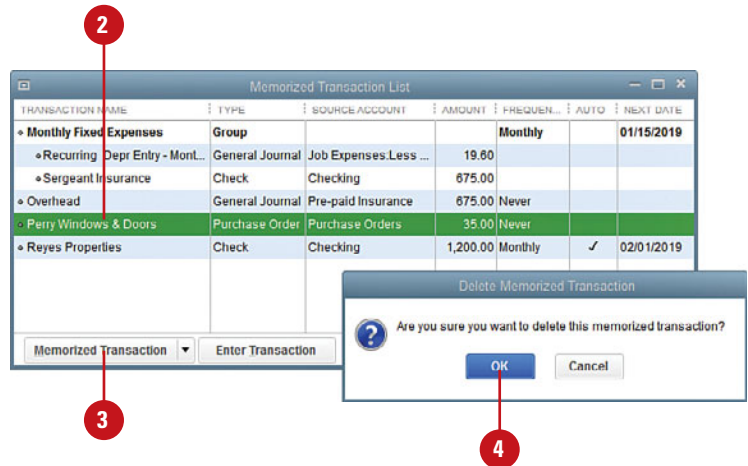 2
Memorized Transaction List
TRANSACTION NAME TYPE SOURCE ACCOUNT AMOUNT FREQUEN... AUTO NEXT DATE
Monthly Fixed Expenses Group Monthly 01/15/2019
Recurring Depr Entry - Mont... General Journal Job Expenses:Less ... 19.60
Sergeant Insurance Check Checking 675.00
Overhead General Journal Pre-paid Insurance 675.00 Never
Perry Windows & Doors Purchase Order Purchase Orders 35.00 Never
Reyes Properties Check Checking 1,200.00 Monthly ✓ 02/01/2019
Delete Memorized Transaction
Are you sure you want to delete this memorized transaction?
OK Cancel
Memorized Transaction Enter Transaction
3
4